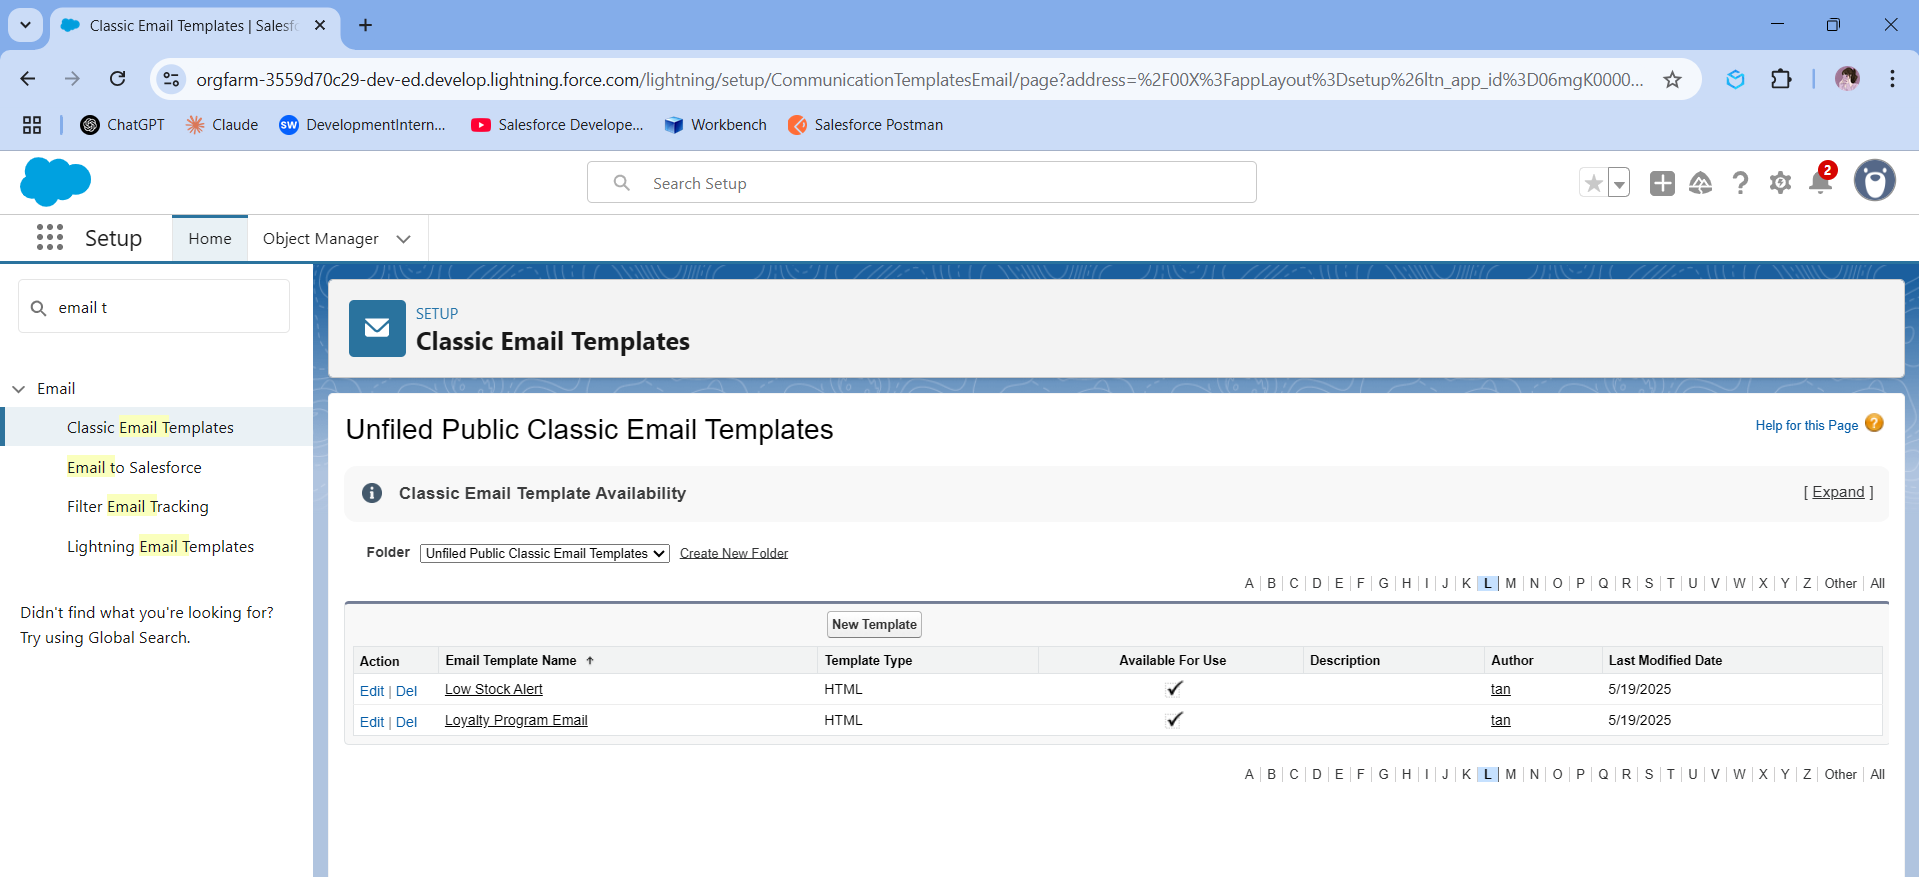 Classic Email Templates | Salesfo
orgfarm-3559d70c29-dev-ed.develop.lightning.force.com/lightning/setup/CommunicationTemplatesEmail/page?address=%2F00X%3FappLayout%3Dsetup%26ltn_app_id%3D06mgK0000...
ChatGPT Claude SW DevelopmentIntern... Salesforce Develope... Workbench Salesforce Postman
Search Setup
2
Setup Home Object Manager
email t
Email
Classic Email Templates
Email to Salesforce
Filter Email Tracking
Lightning Email Templates
Didn't find what you're looking for?
Try using Global Search.
SETUP
Classic Email Templates
Unfiled Public Classic Email Templates
Help for this Page ?
Classic Email Template Availability
[ Expand ]
Folder Unfiled Public Classic Email Templates Create New Folder
A | B | C | D | E | F | G | H | I | J | K | L | M | N | O | P | Q | R | S | T | U | V | W | X | Y | Z | Other | All
New Template
Action Email Template Name ↑ Template Type Available For Use Description Author Last Modified Date
Edit | Del Low Stock Alert HTML ✓ tan 5/19/2025
Edit | Del Loyalty Program Email HTML ✓ tan 5/19/2025
A | B | C | D | E | F | G | H | I | J | K | L | M | N | O | P | Q | R | S | T | U | V | W | X | Y | Z | Other | All